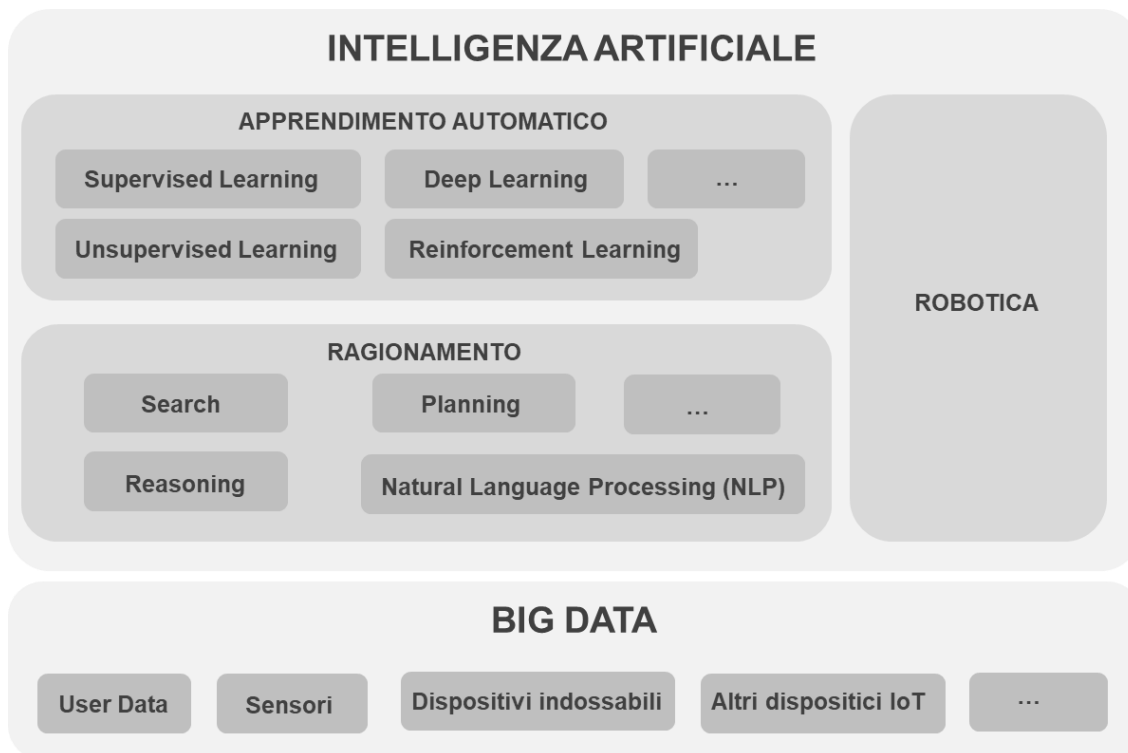 INTELLIGENZA ARTIFICIALE
APPRENDIMENTO AUTOMATICO
Supervised Learning
Deep Learning
...
Unsupervised Learning
Reinforcement Learning
RAGIONAMENTO
Search
Planning
...
Reasoning
Natural Language Processing (NLP)
ROBOTICA
BIG DATA
User Data
Sensori
Dispositivi indossabili
Altri dispositici IoT
...